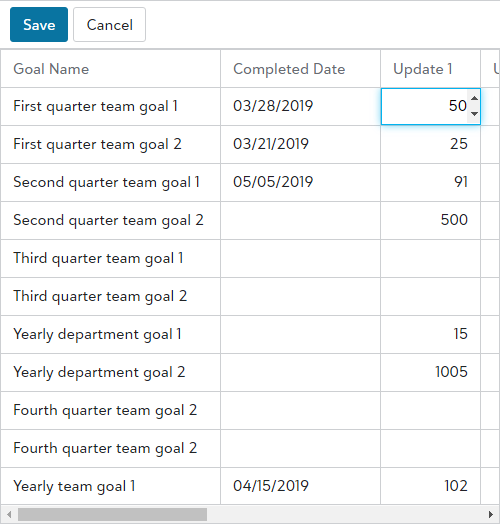 Save Cancel
Goal Name Completed Date Update 1
First quarter team goal 1 03/28/2019 50
First quarter team goal 2 03/21/2019 25
Second quarter team goal 1 05/05/2019 91
Second quarter team goal 2 500
Third quarter team goal 1
Third quarter team goal 2
Yearly department goal 1 15
Yearly department goal 2 1005
Fourth quarter team goal 2
Fourth quarter team goal 2
Yearly team goal 1 04/15/2019 102